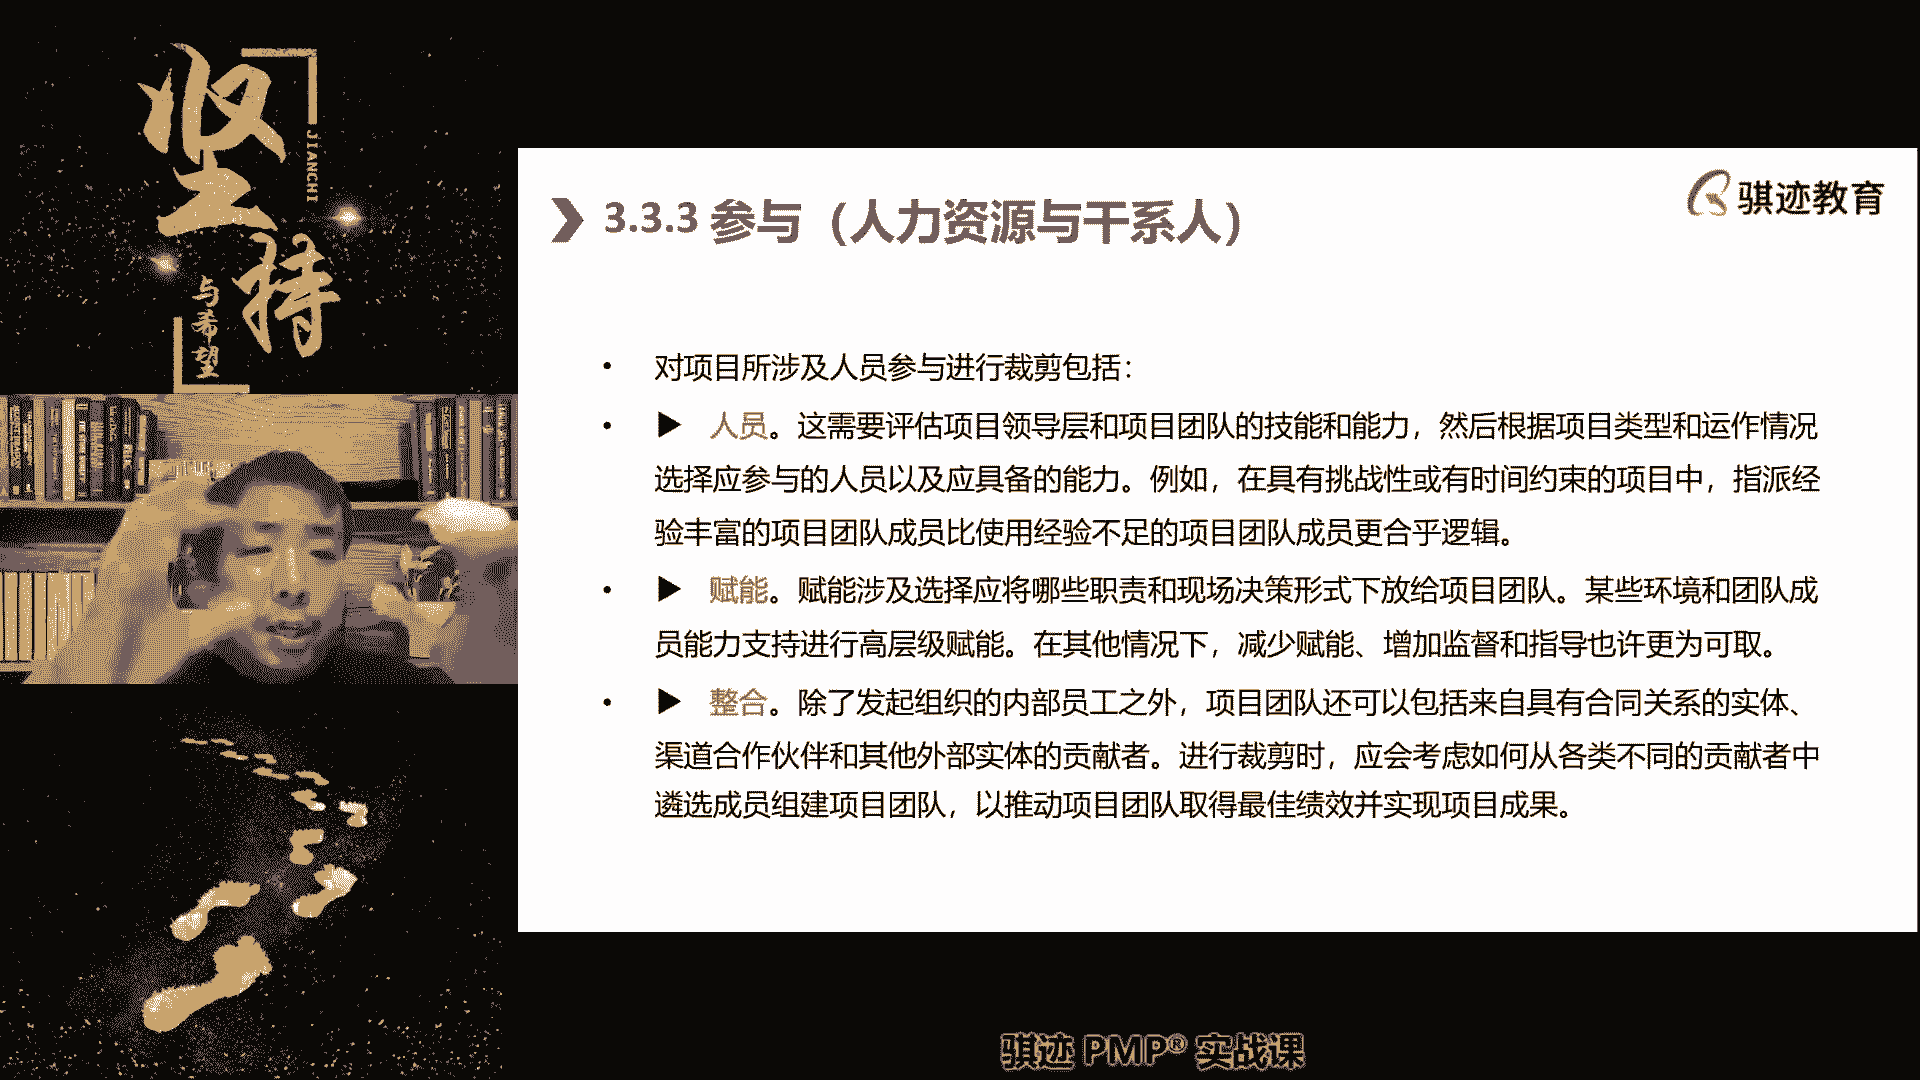 坚持
JIANCHI
与希望
骐迹教育
3.3.3 参与（人力资源与干系人）
• 对项目所涉及人员参与进行裁剪包括：
• ▶ 人员。这需要评估项目领导层和项目团队的技能和能力，然后根据项目类型和运作情况
选择应参与的人员以及应具备的能力。例如，在具有挑战性或有时间约束的项目中，指派经
验丰富的项目团队成员比使用经验不足的项目团队成员更合乎逻辑。
• ▶ 赋能。赋能涉及选择应将哪些职责和现场决策形式下放给项目团队。某些环境和团队成
员能力支持进行高层级赋能。在其他情况下，减少赋能、增加监督和指导也许更为可取。
• ▶ 整合。除了发起组织的内部员工之外，项目团队还可以包括来自具有合同关系的实体、
渠道合作伙伴和其他外部实体的贡献者。进行裁剪时，应会考虑如何从各类不同的贡献者中
遴选成员组建项目团队，以推动项目团队取得最佳绩效并实现项目成果。
骐迹 PMP® 实战课